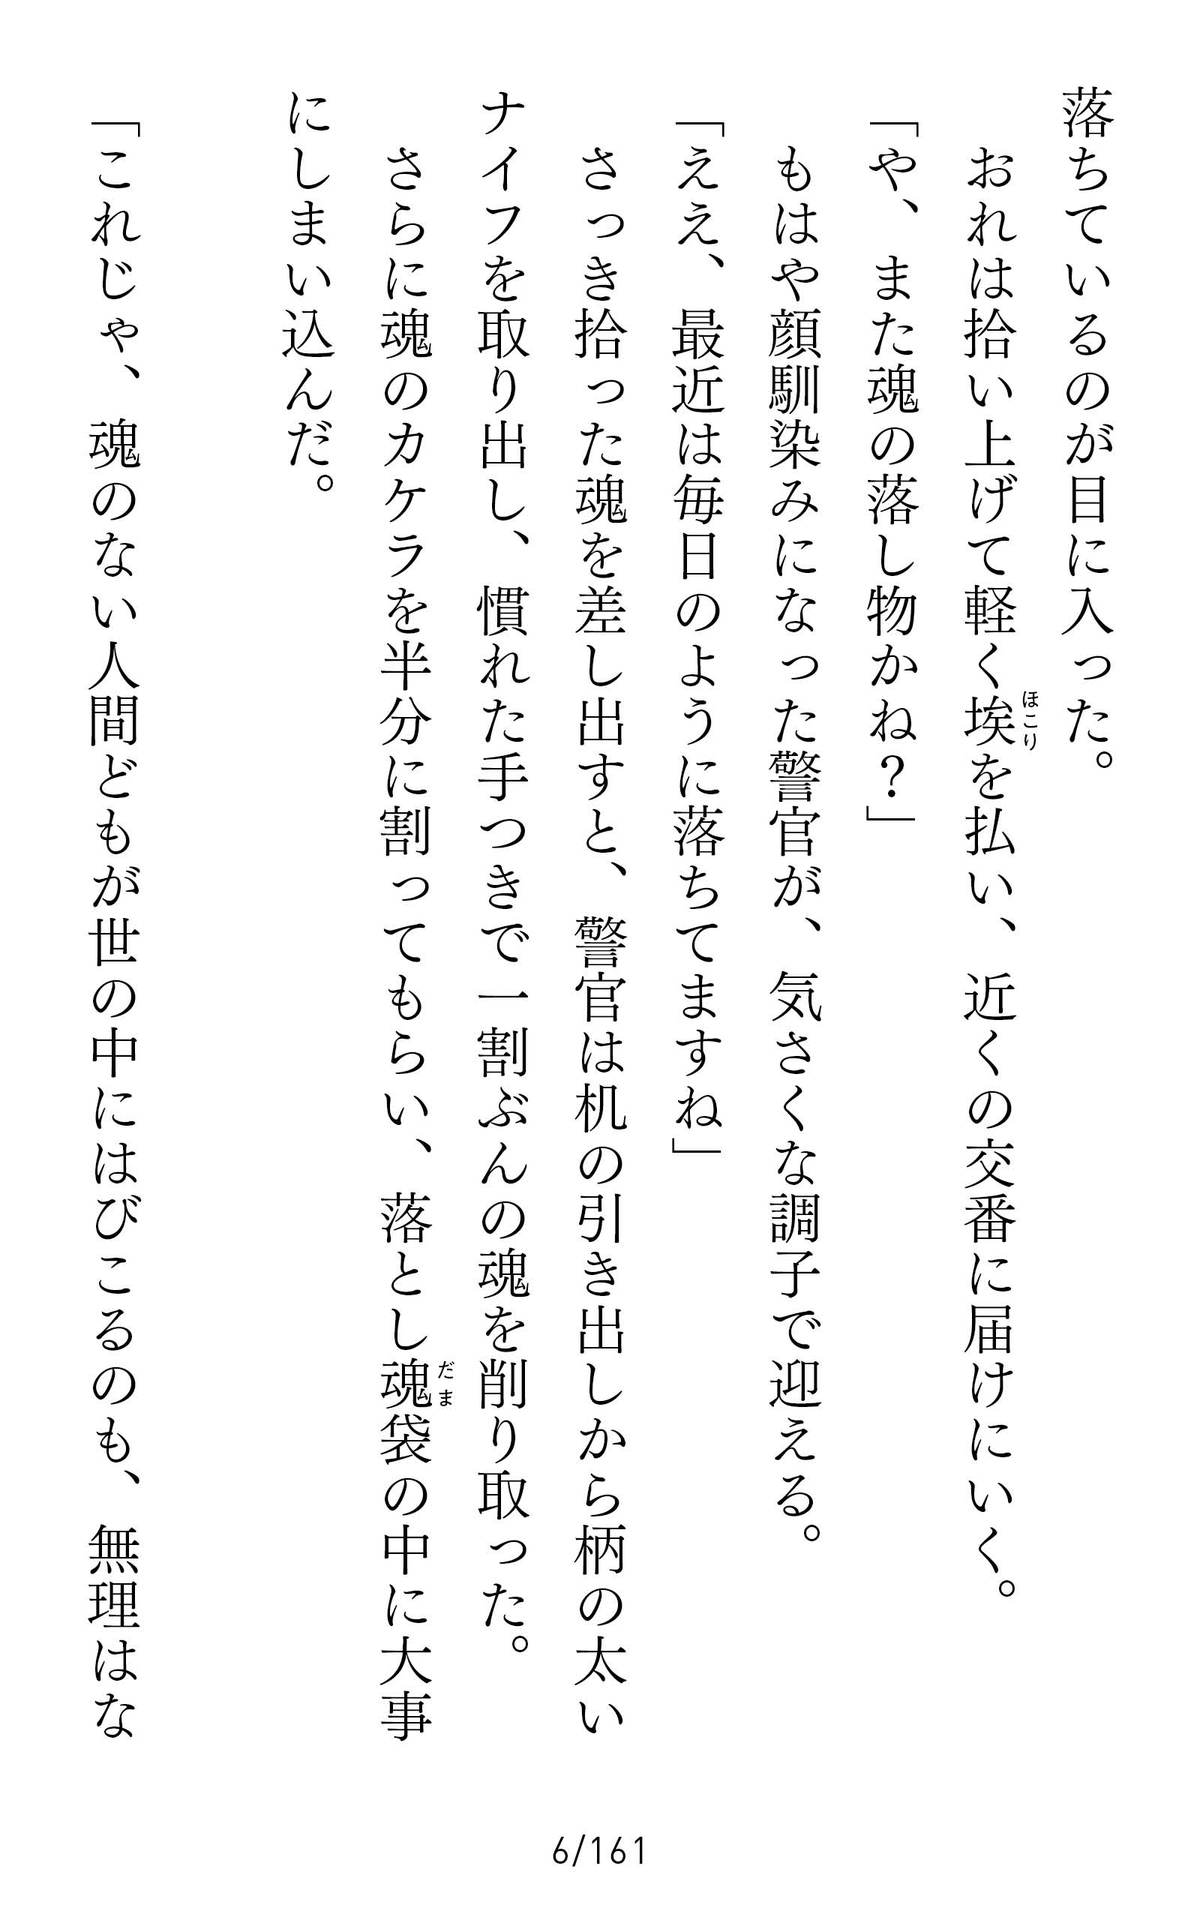 落ちているのが目に入った。
おれは拾い上げて軽く埃を払い、近くの交番に届けにいく。
ほこり
「や、また魂の落し物かね？」
もはや顔馴染みになった警官が、気さくな調子で迎える。
「ええ、最近は毎日のように落ちてますね」
さっき拾った魂を差し出すと、警官は机の引き出しから柄の太い
ナイフを取り出し、慣れた手つきで一割ぶんの魂を削り取った。
さらに魂のカケラを半分に割ってもらい、落とし魂袋の中に大事
だま
にしまい込んだ。
「これじゃ、魂のない人間どもが世の中にはびこるのも、無理はな
6/161